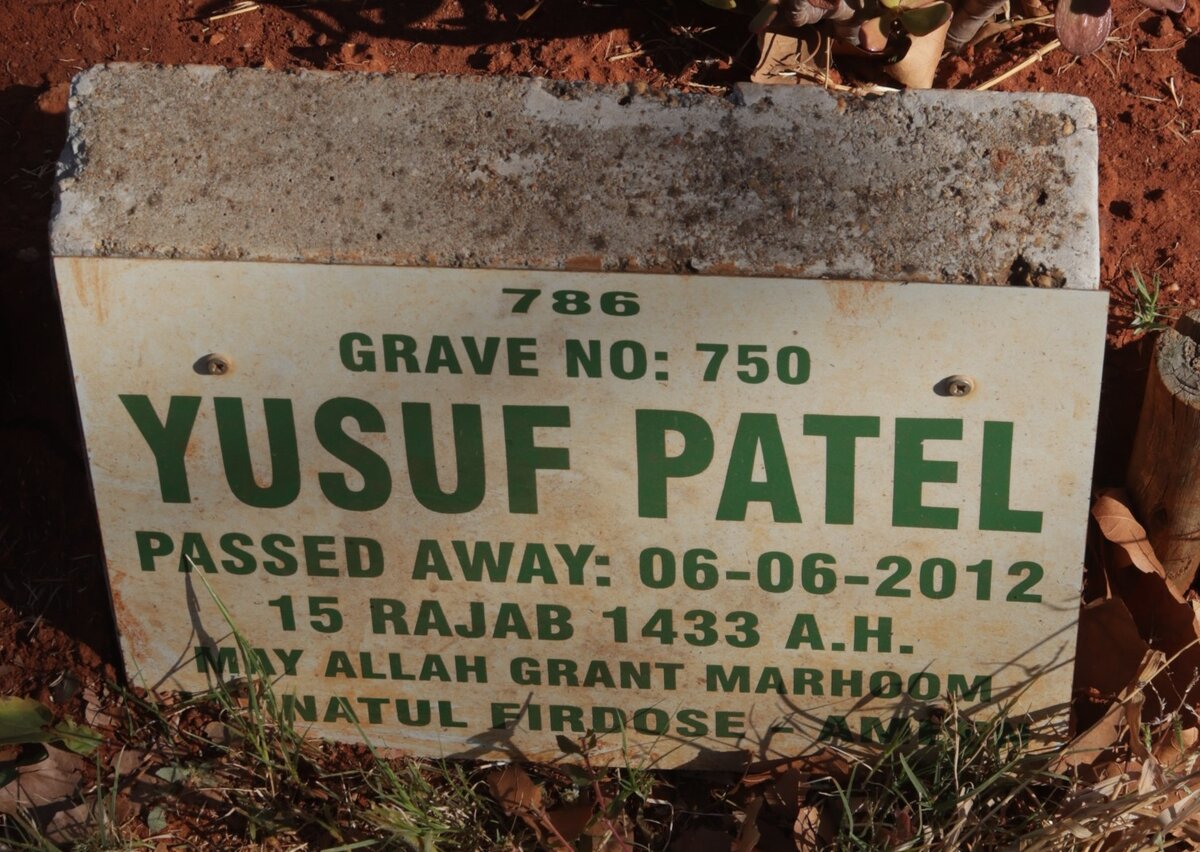 786
GRAVE NO: 750
YUSUF PATEL
PASSED AWAY: 06-06-2012
15 RAJAB 1433 A.H.
MAY ALLAH GRANT MARHOOM
FIRDOSE -